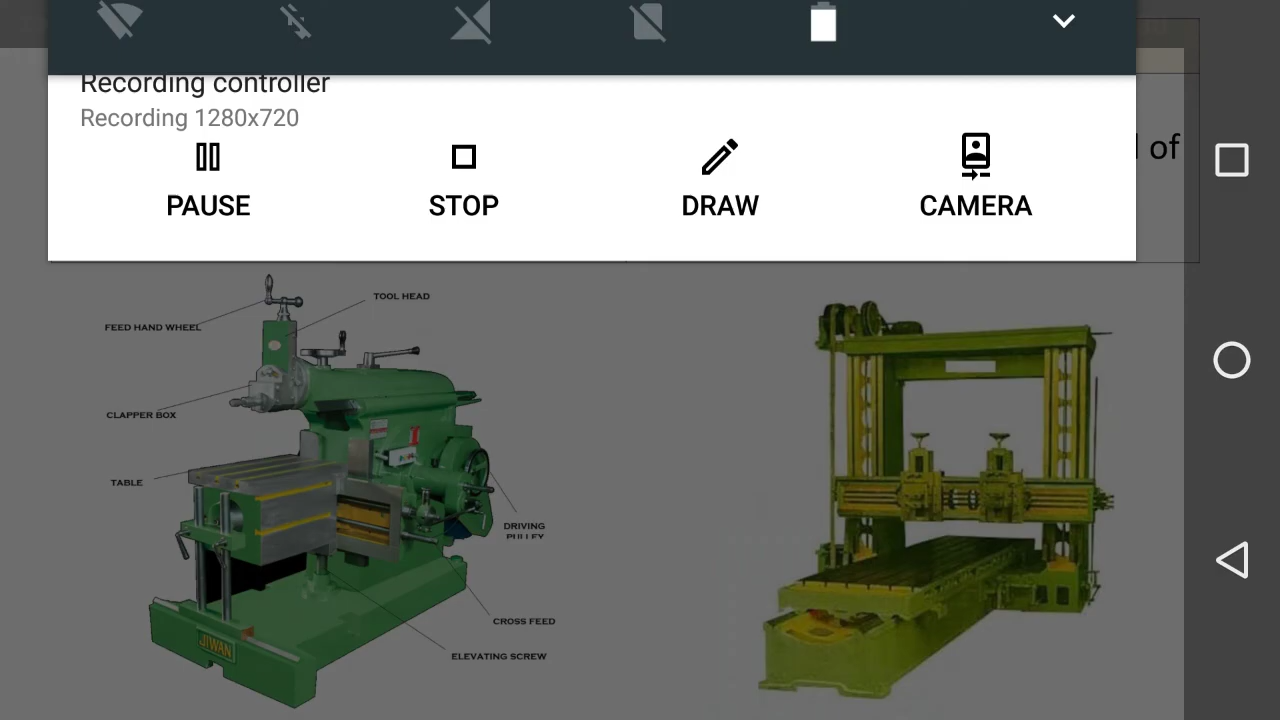 Recording controller
Recording 1280x720
PAUSE STOP DRAW CAMERA
of
TOOL HEAD
FEED HAND WHEEL
CLAPPER BOX
TABLE
DRIVING
PULLEY
CROSS FEED
ELEVATING SCREW
JIWAN